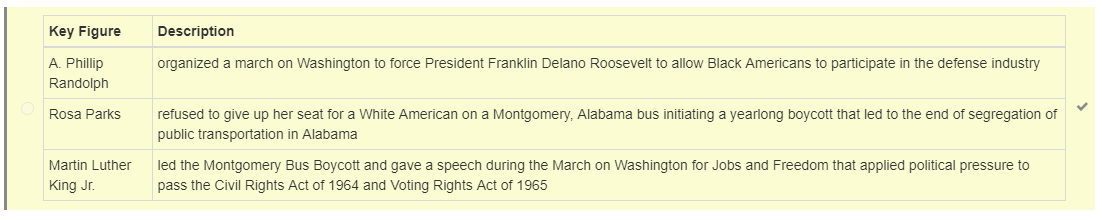 Key Figure Description
A. Phillip
Randolph
organized a march on Washington to force President Franklin Delano Roosevelt to allow Black Americans to participate in the defense industry
Rosa Parks
refused to give up her seat for a White American on a Montgomery, Alabama bus initiating a yearlong boycott that led to the end of segregation of
public transportation in Alabama
Martin Luther
King Jr.
led the Montgomery Bus Boycott and gave a speech during the March on Washington for Jobs and Freedom that applied political pressure to
pass the Civil Rights Act of 1964 and Voting Rights Act of 1965